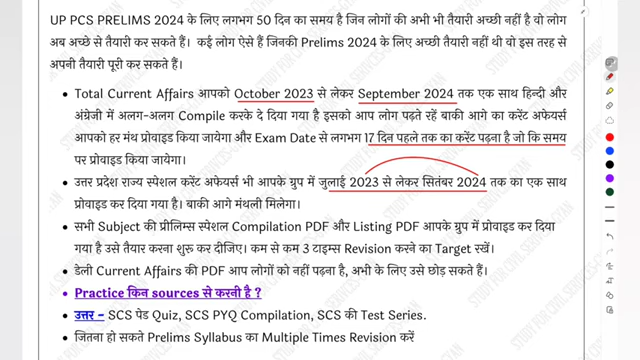 UP PCS PRELIMS 2024 के लिए लगभग 50 दिन का समय है जिन लोगों की अभी भी तैयारी अच्छी नहीं है वो लोग
अब अच्छे से तैयारी कर सकते हैं। कई लोग ऐसे हैं जिनकी Prelims 2024 के लिए अच्छी तैयारी नहीं थी वो इस तरह से
अपनी तैयारी पूरी कर सकते हैं।
• Total Current Affairs आपको October 2023 से लेकर September 2024 तक एक साथ हिन्दी और
अंग्रेजी में अलग-अलग Compile करके दे दिया गया है इसको आप लोग पढ़ते रहें बाकी आगे का करेंट अफेयर्स
आपको हर मंथ प्रोवाइड किया जायेगा और Exam Date से लगभग 17 दिन पहले तक का करेंट पढ़ना है जो कि समय
पर प्रोवाइड किया जायेगा।
• उत्तर प्रदेश राज्य स्पेशल करेंट अफेयर्स भी आपके ग्रुप में जुलाई 2023 से लेकर सितंबर 2024 तक का एक साथ
प्रोवाइड कर दिया गया है। बाकी आगे मंथली मिलेगा।
• सभी Subject की प्रीलिम्स स्पेशल Compilation PDF और Listing PDF आपके ग्रुप में प्रोवाइड कर दिया
गया है उसे तैयार करना शुरू कर दीजिए। कम से कम 3 टाइम्स Revision करने का Target रखें।
• डेली Current Affairs की PDF आप लोगों को नहीं पढ़ना है, अभी के लिए उसे छोड़ सकते हैं।
• Practice किन sources से करनी है ?
• उत्तर – SCS पेड Quiz, SCS PYQ Compilation, SCS की Test Series.
• जितना हो सकते Prelims Syllabus का Multiple Times Revision करें